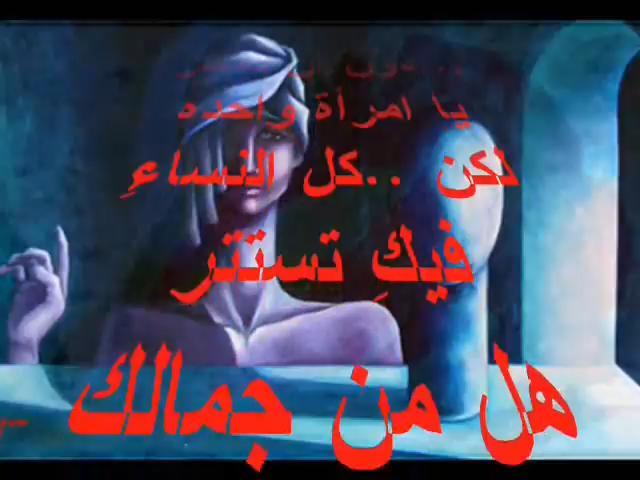 يا امرأة واحده
لكن ..كل النساءِ
فيكِ تستتر
هل من جمالك